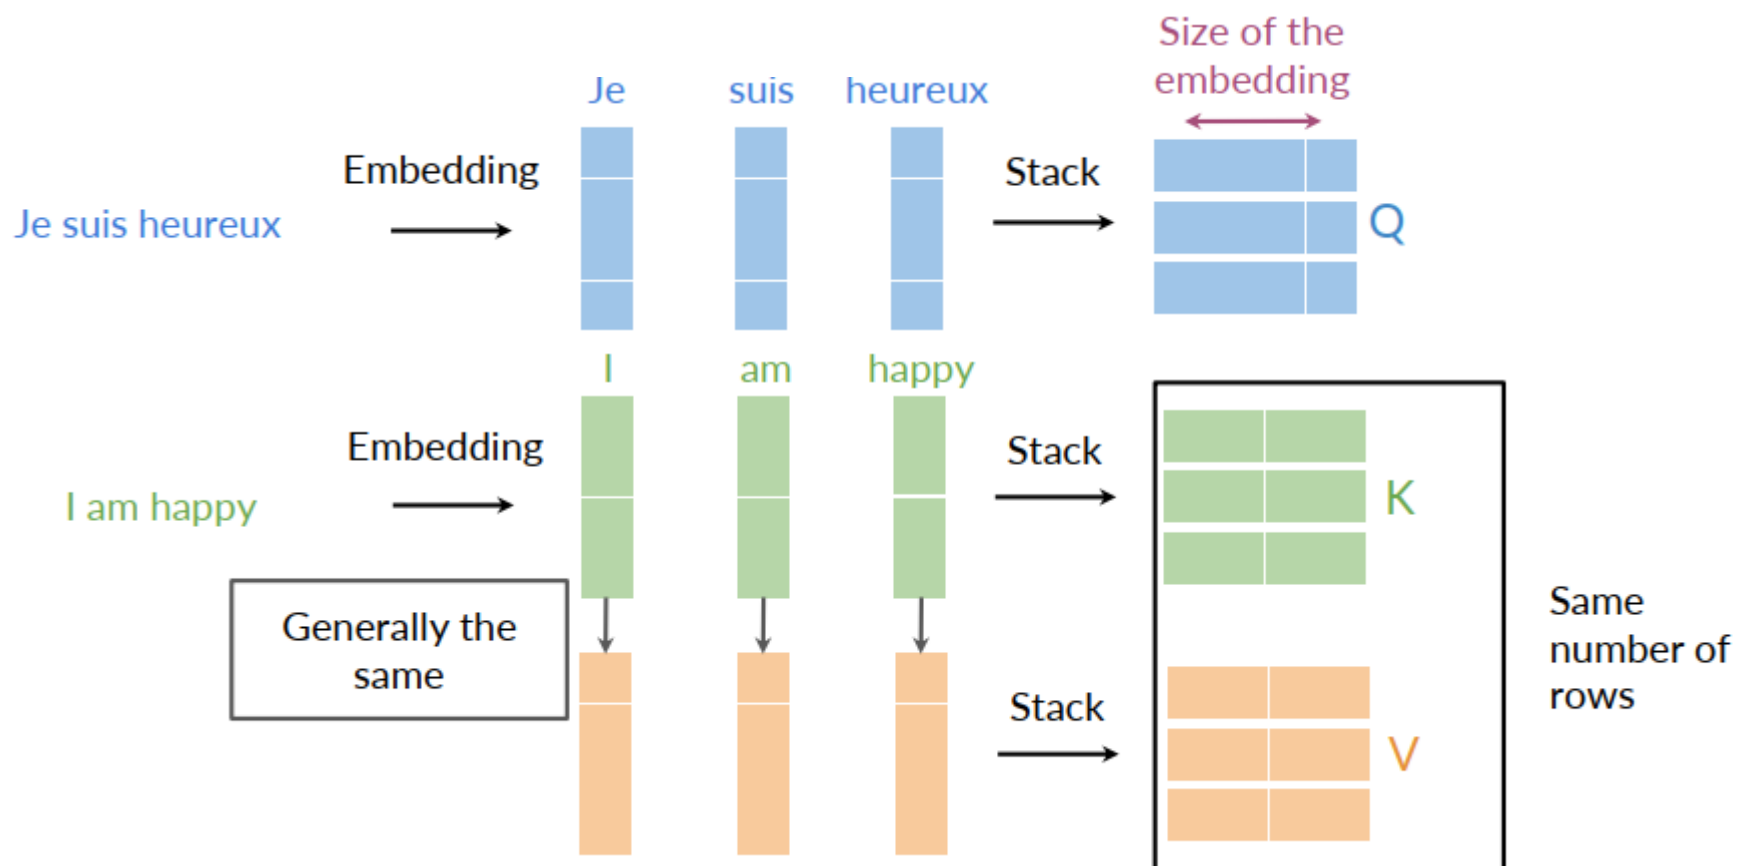 Size of the
embedding
Je suis heureux
Embedding
Stack
Je suis heureux
Q
I am happy
Embedding
Stack
I am happy
K
Generally the
same
Same
number of
rows
Stack
V